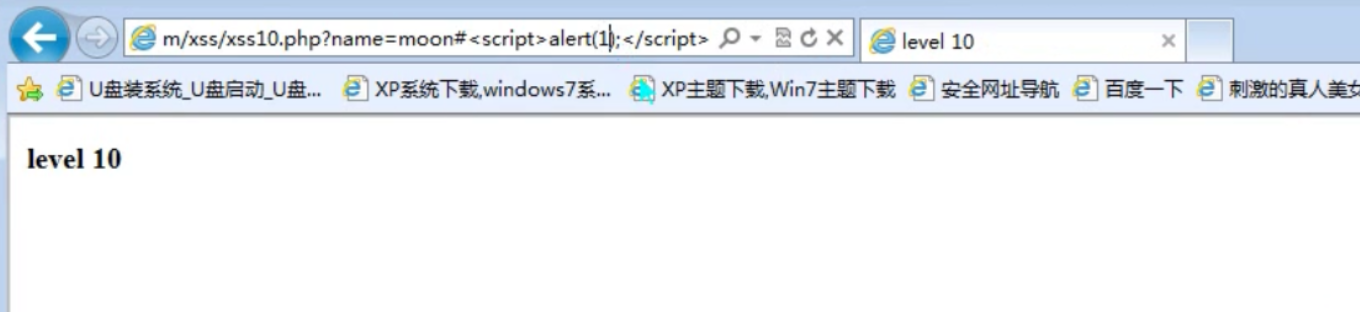 m/xss/xss10.php?name=moon#<script>alert(1);</script>
level 10
U盘装系统_U盘启动_U盘...
XP系统下载,windows7系...
XP主题下载,Win7主题下载
安全网址导航
百度一下
刺激的真人美女
level 10